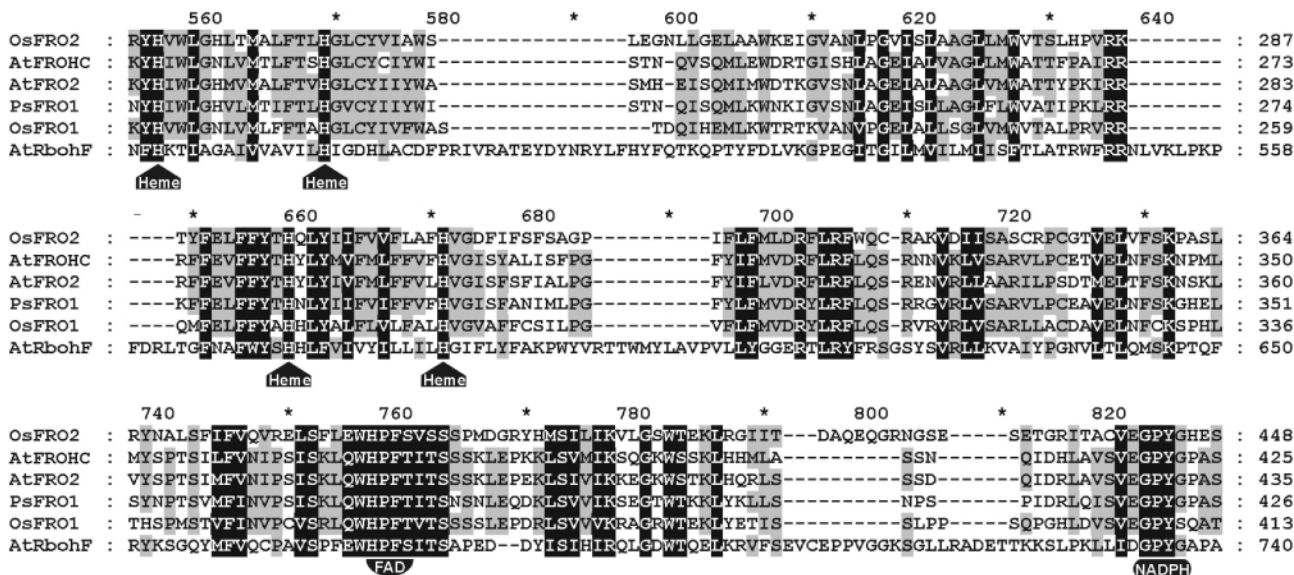 560 * 580 * 600 * 620 * 640
OsFRO2 : RYHVWLGHLTMALFTLHGLCYVIAWS-----------------LEGNLLGELAAWKEIGVANLPGVISLAAGLLMWVTSLHPVRK-------- : 287
AtFROHC : KYHIWLGNLVMTLFTSHGLCYCIYWI-----------------STN-QVSQMLEWDRTGISHLAGEIALVAGLLMWATTFPAIRR-------- : 273
AtFRO2 : KYHIWLGHMVMALFTVHGLCYIIYWA-----------------SMH-EISQMIMWDTKGVSNLAGEIALAAGLVMWATTYPKIRR-------- : 283
PsFRO1 : NYHIWLGHVLMTIFTLHGVCYIIYWI-----------------STN-QISQMLKWNKIGVSNLAGEISLLAGLFLWVATIPKLRR-------- : 274
OsFRO1 : KYHVWLGNLVMLFFTAHGLCYIVFWAS-----------------TDQIHEMLKWTRTKVANVPGELALLSGLVMWVTALPRVRR-------- : 259
AtRbohF : NFHKTIAGAIVVAVILHIGDHLACDFPRIVRATEYDYNRYLFHYFQTKQPTYFDLVKGPEGITGILMVILMIISFTLATRWFRRNLVKLPKP : 558
Heme Heme
- * 660 * 680 * 700 * 720 *
OsFRO2 : ----TYFELFFYTHQLYIIFVVFLAFHVGDFIFSFSAGP---------IFLFMLDRFLRFWQC-RAKVDIISASCRPCGTVELVFSKPASL : 364
AtFROHC : ----RFFEVFFYTHYLYMVFMLFFVFHVGISYALISFPG---------FYIFMVDRFLRFLQS-RNNVKLVSARVLPCETVELNFSKNPML : 350
AtFRO2 : ----RFFEVFFYTHYLYIVFMLFFVLHVGISFSFIALPG---------FYIFLVDRFLRFLQS-RENVRLLAARILPSDTMELTFSKNSKL : 360
PsFRO1 : ----KFFELFFYTHNLYIIFVIFFVFHVGISFANIMLPG---------FYLFMVDRYLRFLQS-RRGVRLVSARVLPCEAVELNFSKGHEL : 351
OsFRO1 : ----QMFELFFYAHHLYALFLVLFALHVGVAFFCSILPG---------VFLFMVDRYLRFLQS-RVRVRLVSARLLACDAVELNFCKSPHL : 336
AtRbohF : FDRLTGFNAFWYSHHLFVIVYILLILHGIFLYFAKPWYVRTTWMYLAVPVLLYGGERTLRYFRSGSYSVRLLKVAIYPGNVLTLQMSKPTQF : 650
Heme Heme
740 * 760 * 780 * 800 * 820
OsFRO2 : RYNALSFIFVQVRELSFLEWHPFSVSSSPMDGRYHMSILIKVLGSWTEKLRGIIT---DAQEQGRNGSE-----SETGRITACVEGPYGHES : 448
AtFROHC : MYSPTSILFVNIPSISKLQWHPFTITSSSKLEPKKLSVMIKSQGKWSSKLHHMLA---------SSN-------QIDHLAVSVEGPYGPAS : 425
AtFRO2 : VYSPTSIMFVNIPSISKLQWHPFTITSSSKLEPEKLSIVIKKEGKWSTKLHQRLS---------SSD-------QIDRLAVSVEGPYGPAS : 435
PsFRO1 : SYNPTSVMFINVPSISKLQWHPFTITSNSNLEQDKLSVVIKSEGTWTKKLYKLLS---------NPS-------PIDRLQISVEGPYGPAS : 426
OsFRO1 : THSPMSTVFINVPCVSRLQWHPFTVTSSSSLEPDRLSVVVKRAGRWTEKLYETIS---------SLPP-----SQPGHLDVSVEGPYSQAT : 413
AtRbohF : RYKSGQYMFVQCPAVSPFEWHPFSITSAPED--DYISIHIRQLGDWTQELKRVFSEVCEPPVGGKSGLLRADETTKKSLPKLLIDGPYGAPA : 740
FAD NADPH